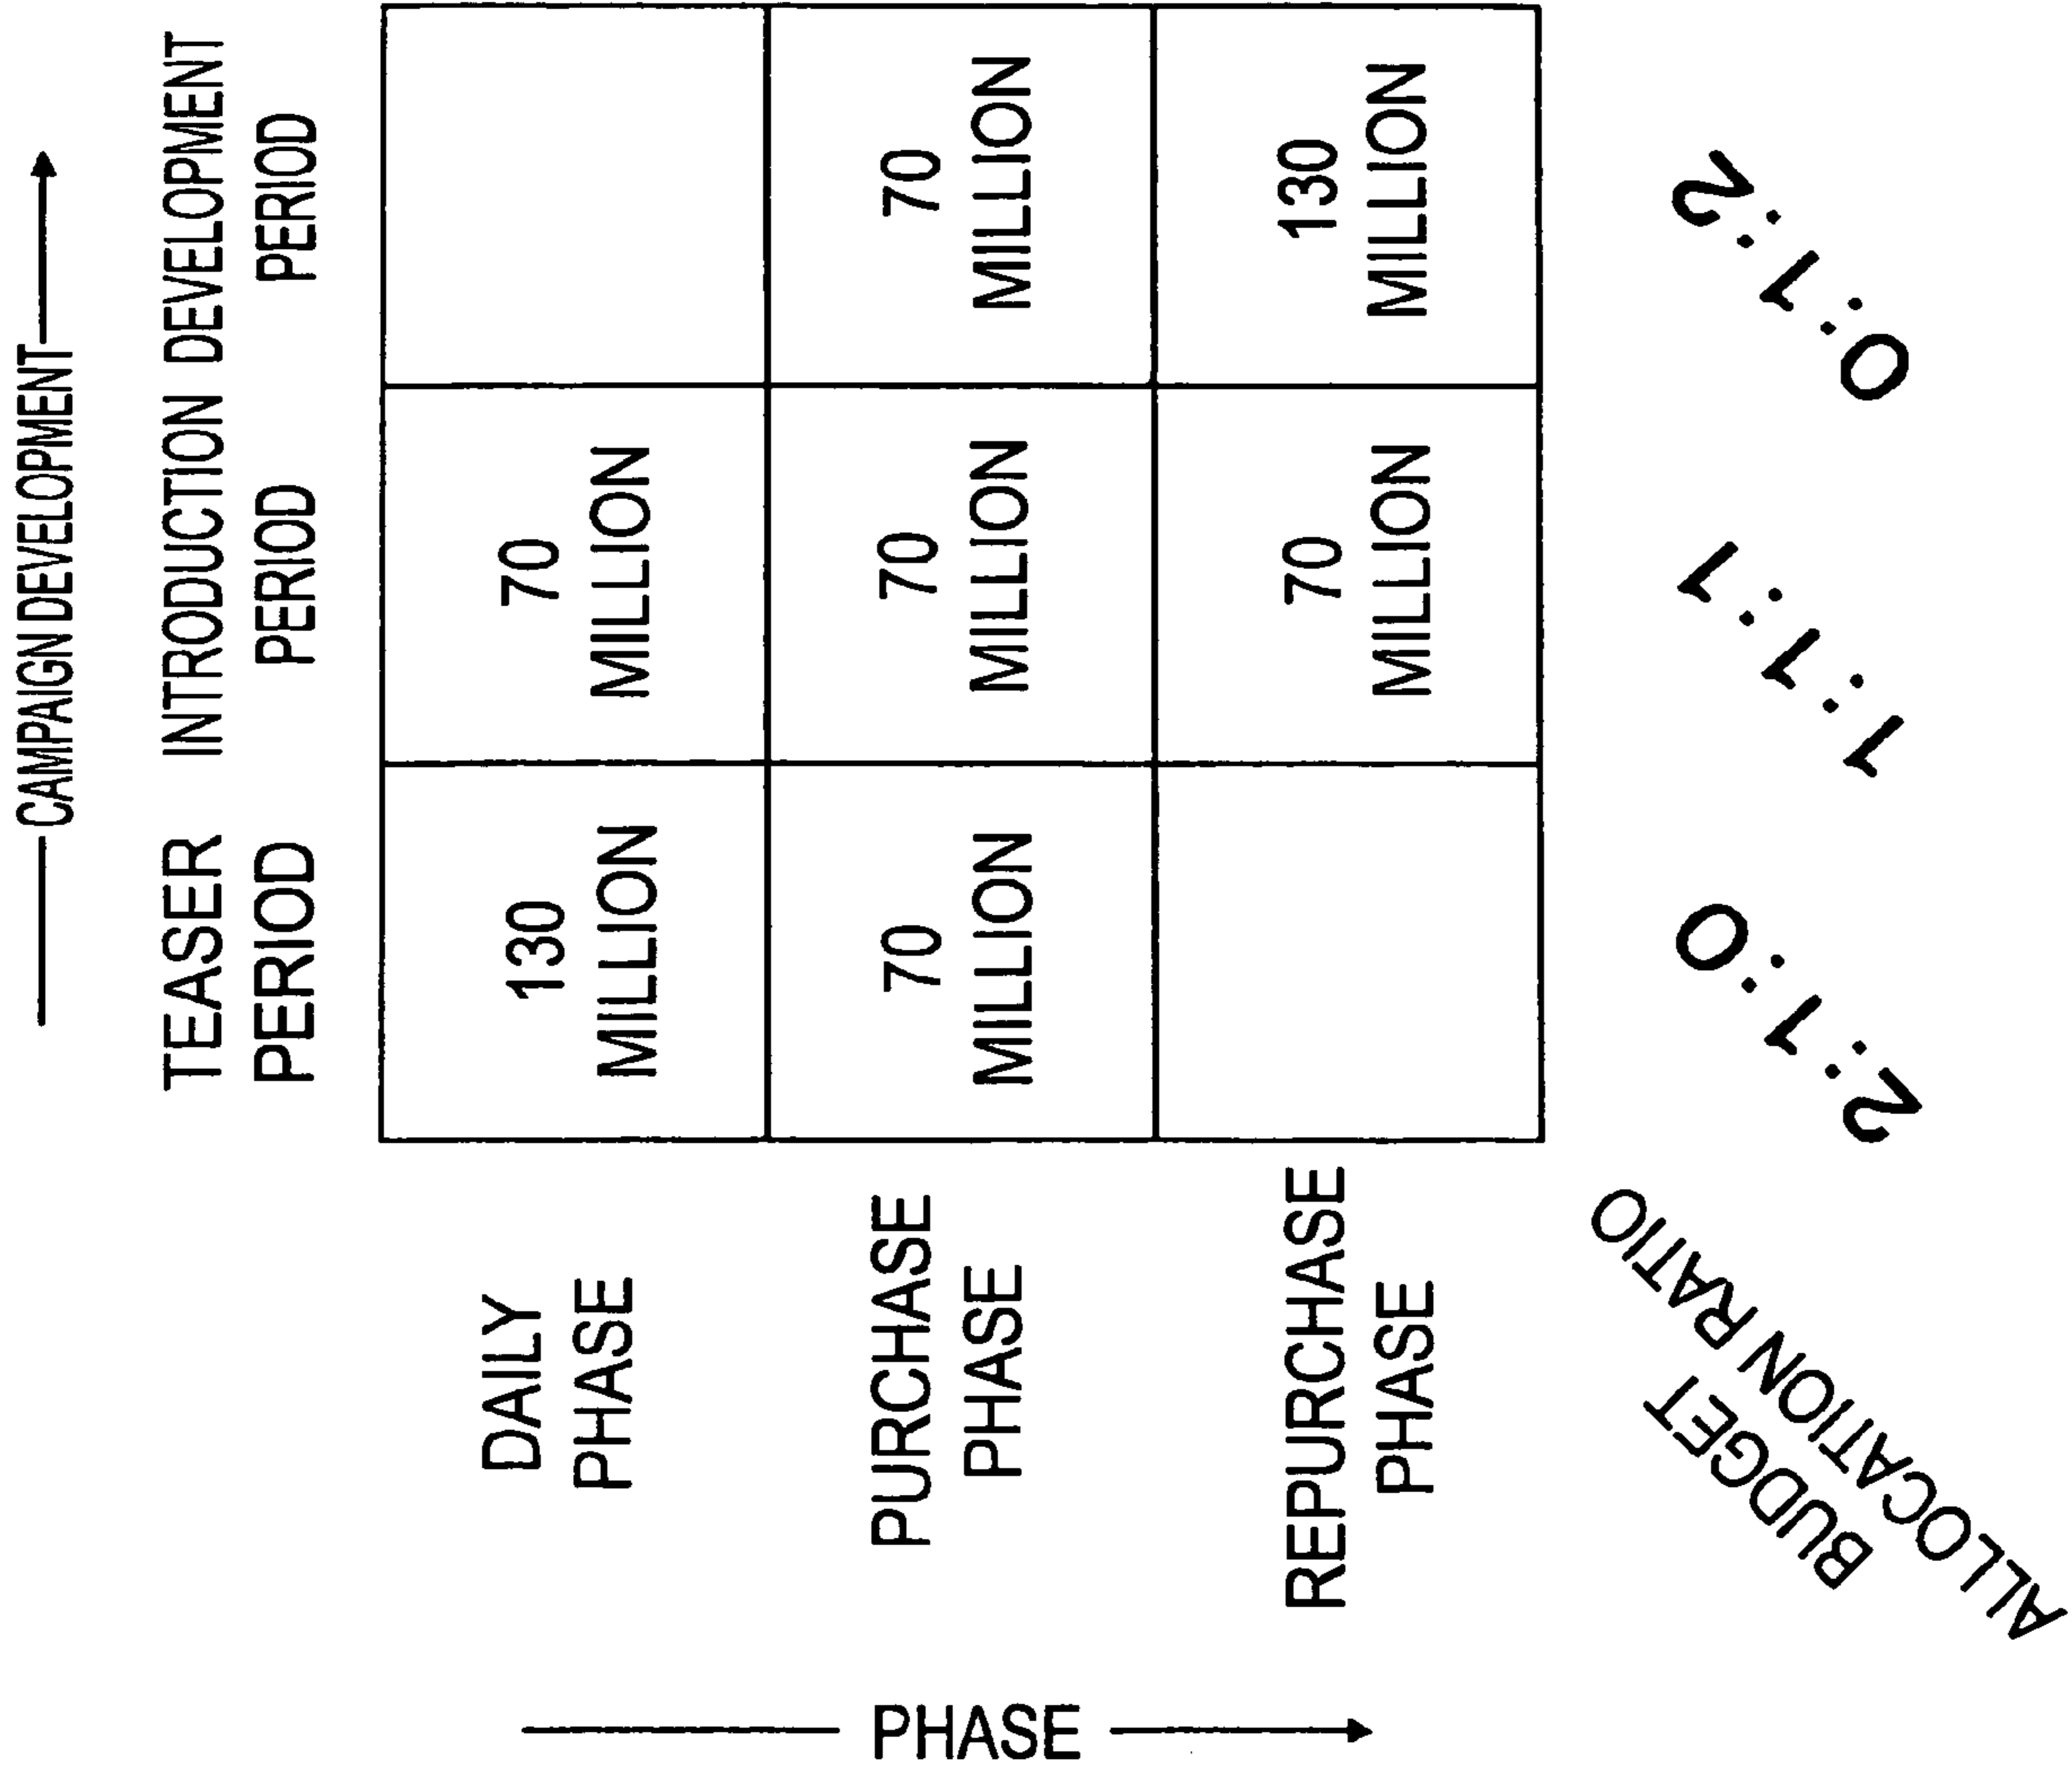 CAMPAIGN DEVELOPMENT
TEASER
PERIOD
INTRODUCTION
PERIOD
DEVELOPMENT
PERIOD
PHASE
DAILY
PHASE
130
MILLION
70
MILLION
PURCHASE
PHASE
70
MILLION
70
MILLION
70
MILLION
REPURCHASE
PHASE
70
MILLION
130
MILLION
BUDGET
ALLOCATION RATIO
2:1:0
1:1:1
0:1:2